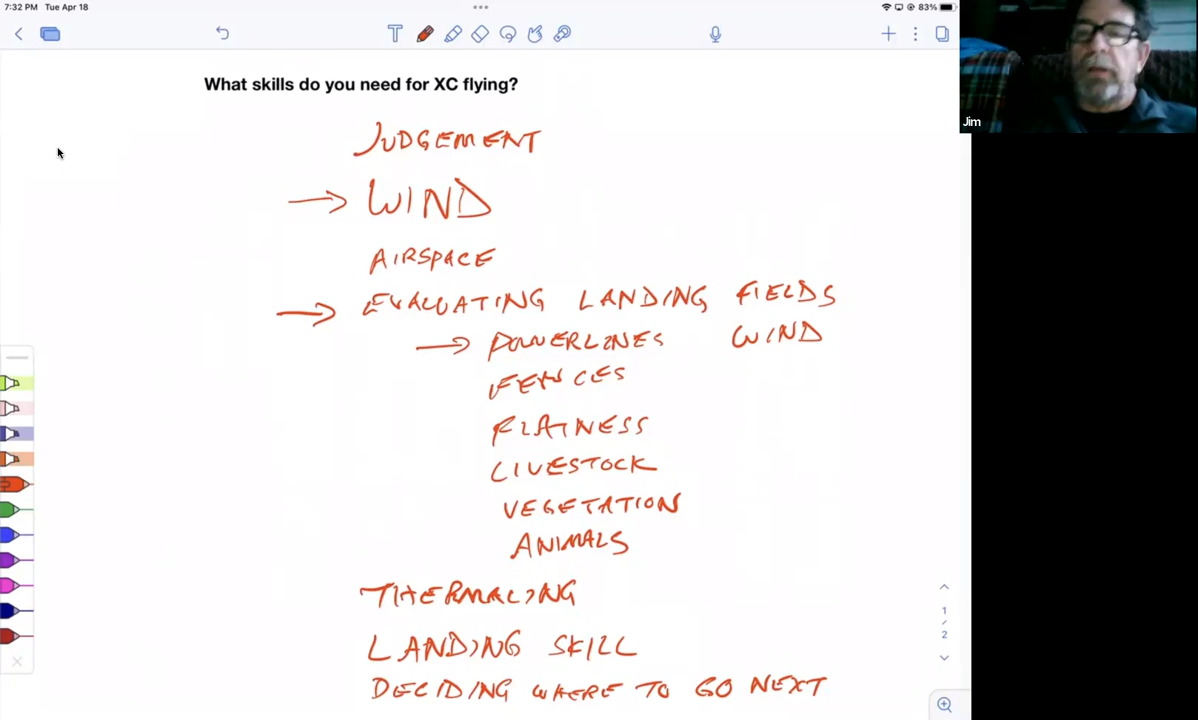 7:32 PM Tue Apr 18
83%
What skills do you need for XC flying?
JUDGEMENT
→ WIND
AIRSPACE
→ EVALUATING LANDING FIELDS
→ POWERLINES WIND
FENCES
FLATNESS
LIVESTOCK
VEGETATION
ANIMALS
THERMALING
LANDING SKILL
DECIDING WHERE TO GO NEXT
Jim
1
/
2